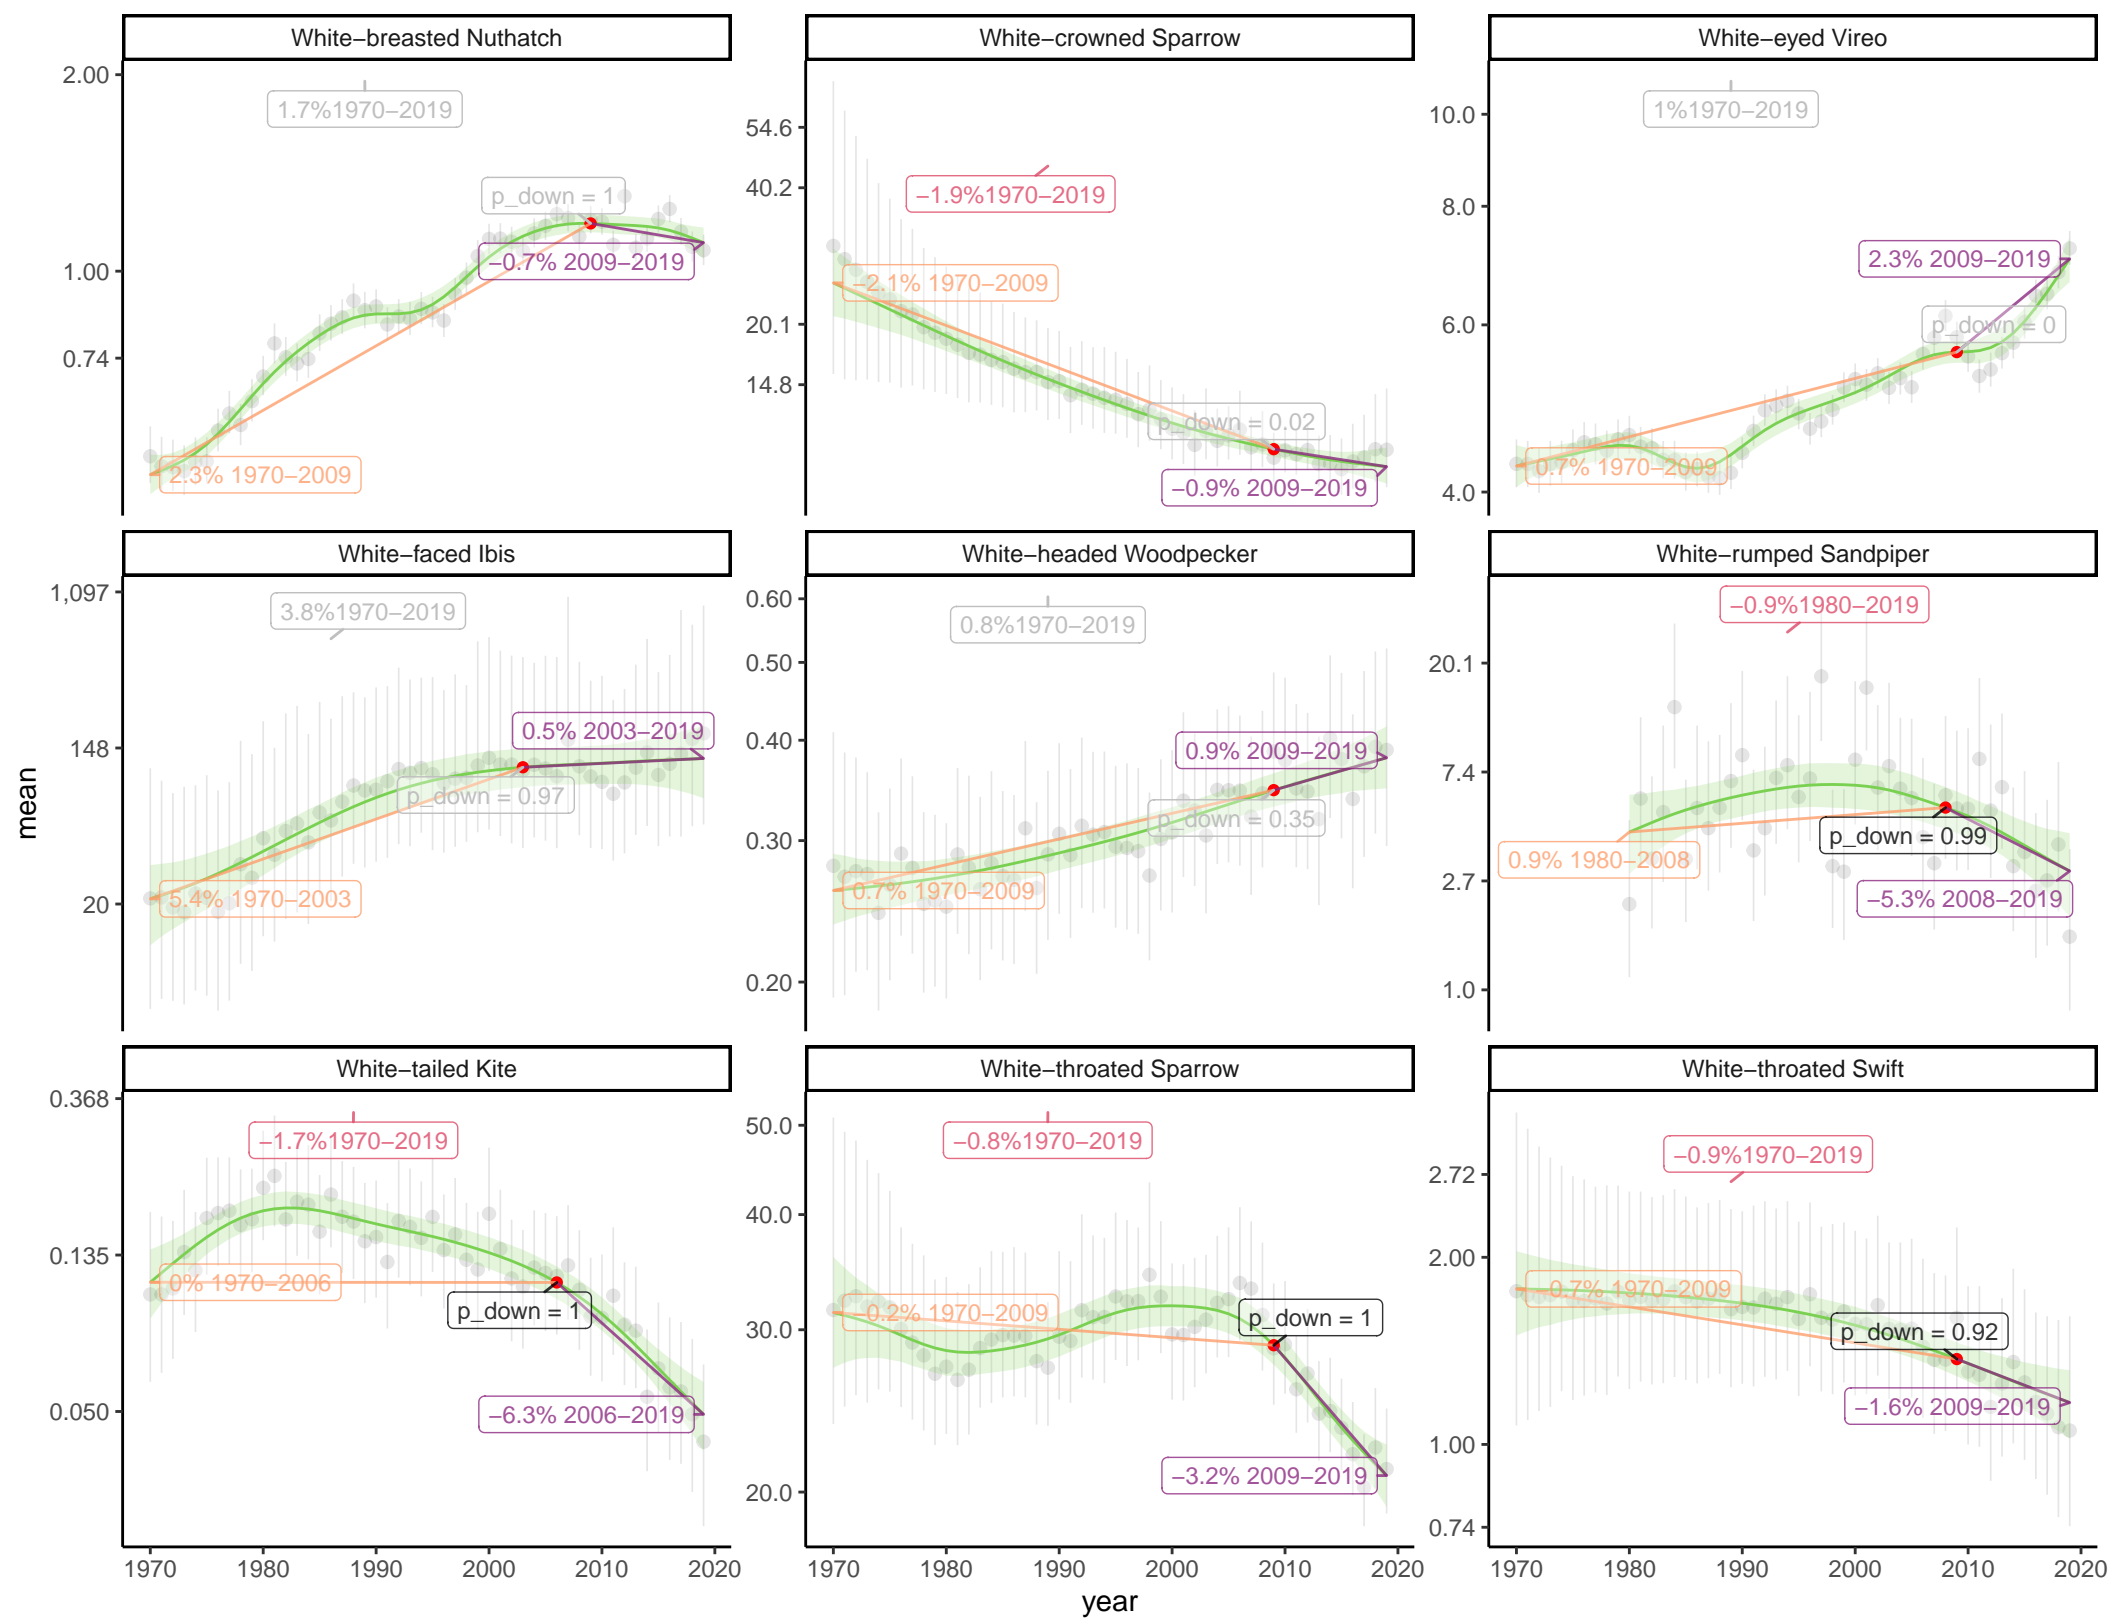 White−breasted Nuthatch
White−crowned Sparrow
White−eyed Vireo
2.00
1.00
0.74
1.7%1970−2019
p_down = 1
−0.7% 2009−2019
2.3% 1970−2009
54.6
40.2
20.1
14.8
−1.9%1970−2019
−2.1% 1970−2009
p_down = 0.02
−0.9% 2009−2019
10.0
8.0
6.0
4.0
1%1970−2019
2.3% 2009−2019
p_down = 0
0.7% 1970−2009
White−faced Ibis
White−headed Woodpecker
White−rumped Sandpiper
1,097
148
20
3.8%1970−2019
0.5% 2003−2019
p_down = 0.97
5.4% 1970−2003
0.60
0.50
0.40
0.30
0.20
0.8%1970−2019
0.9% 2009−2019
p_down = 0.35
0.7% 1970−2009
20.1
7.4
2.7
1.0
−0.9%1980−2019
p_down = 0.99
0.9% 1980−2008
−5.3% 2008−2019
mean
White−tailed Kite
White−throated Sparrow
White−throated Swift
0.368
0.135
0.050
−1.7%1970−2019
0% 1970−2006
p_down = 1
−6.3% 2006−2019
50.0
40.0
30.0
20.0
−0.8%1970−2019
−0.2% 1970−2009
p_down = 1
−3.2% 2009−2019
2.72
2.00
1.00
0.74
−0.9%1970−2019
−0.7% 1970−2009
p_down = 0.92
−1.6% 2009−2019
1970 1980 1990 2000 2010 2020
1970 1980 1990 2000 2010 2020
1970 1980 1990 2000 2010 2020
year